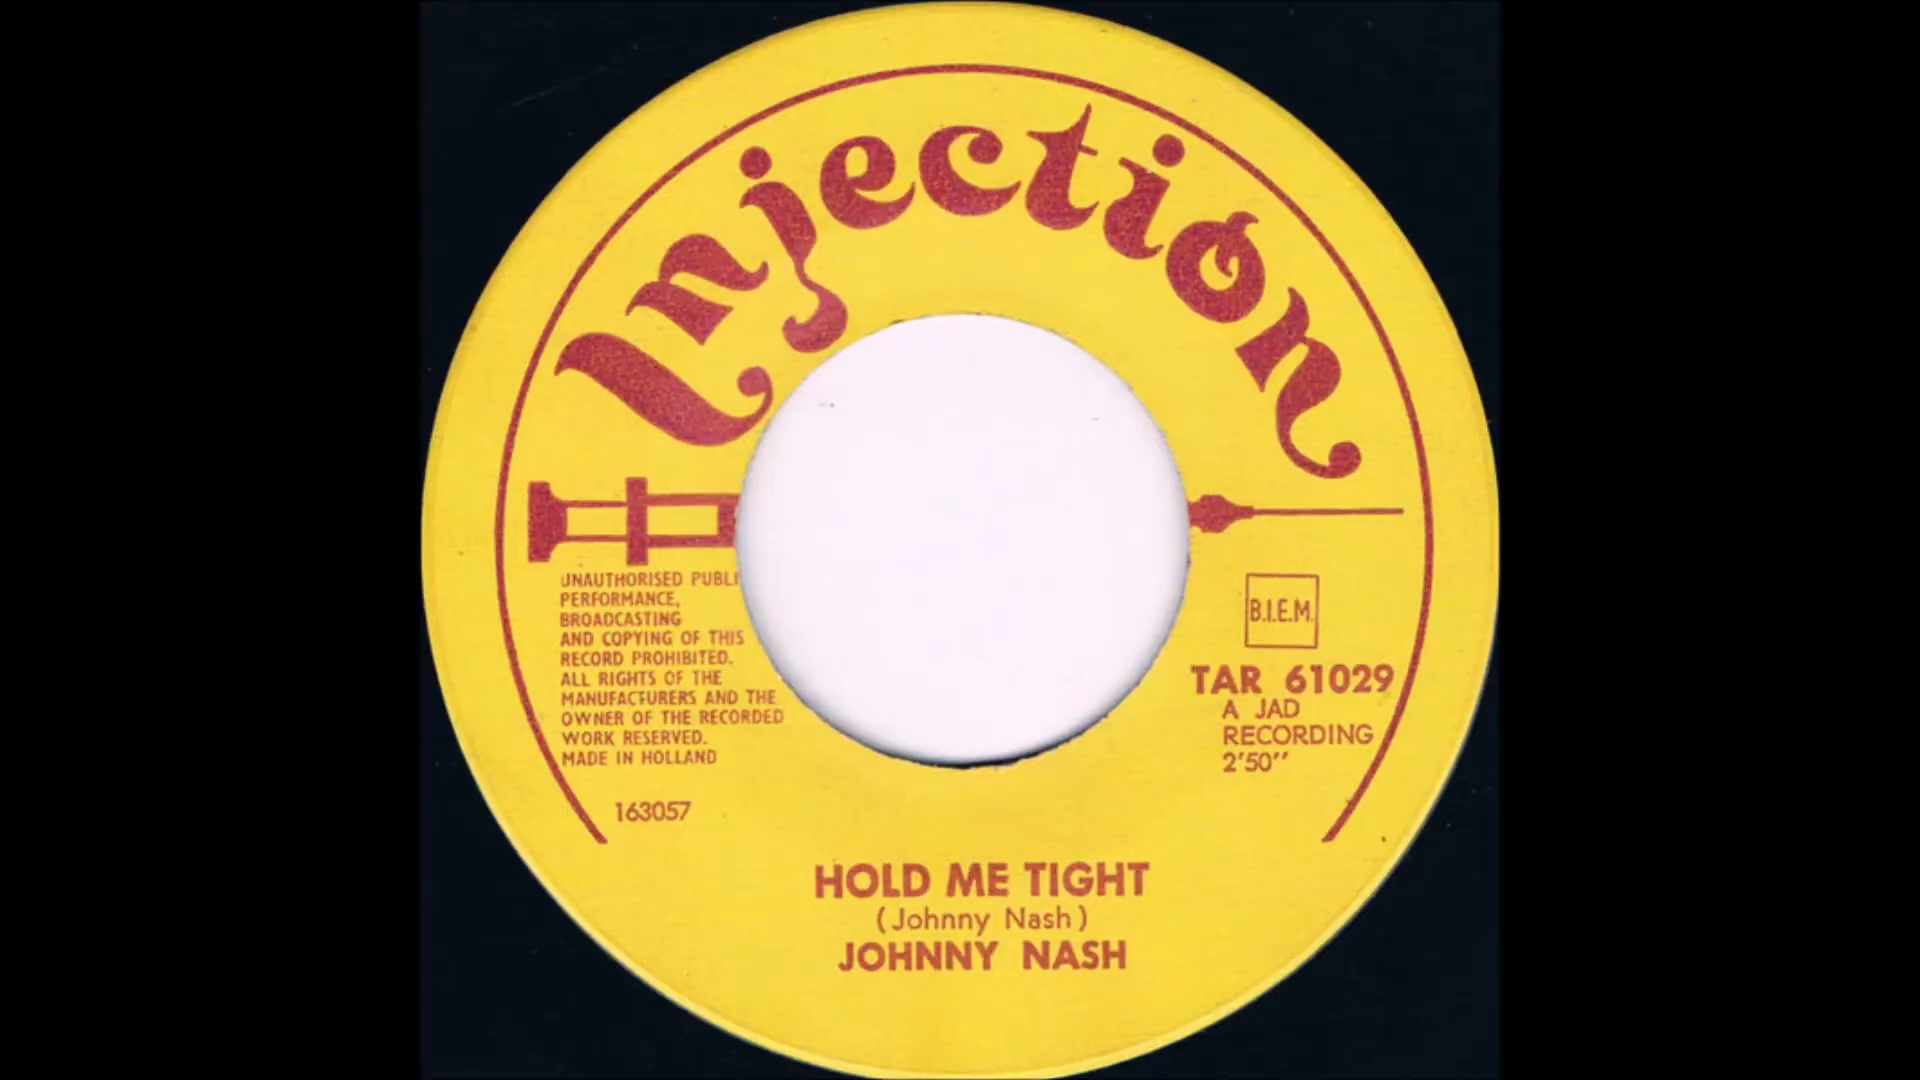 Injection
UNAUTHORISED PUBLI
PERFORMANCE,
BROADCASTING
AND COPYING OF THIS
RECORD PROHIBITED.
ALL RIGHTS OF THE
MANUFACTURERS AND THE
OWNER OF THE RECORDED
WORK RESERVED.
MADE IN HOLLAND
163057
B.I.E.M.
TAR 61029
A JAD
RECORDING
2'50"
HOLD ME TIGHT
(Johnny Nash)
JOHNNY NASH